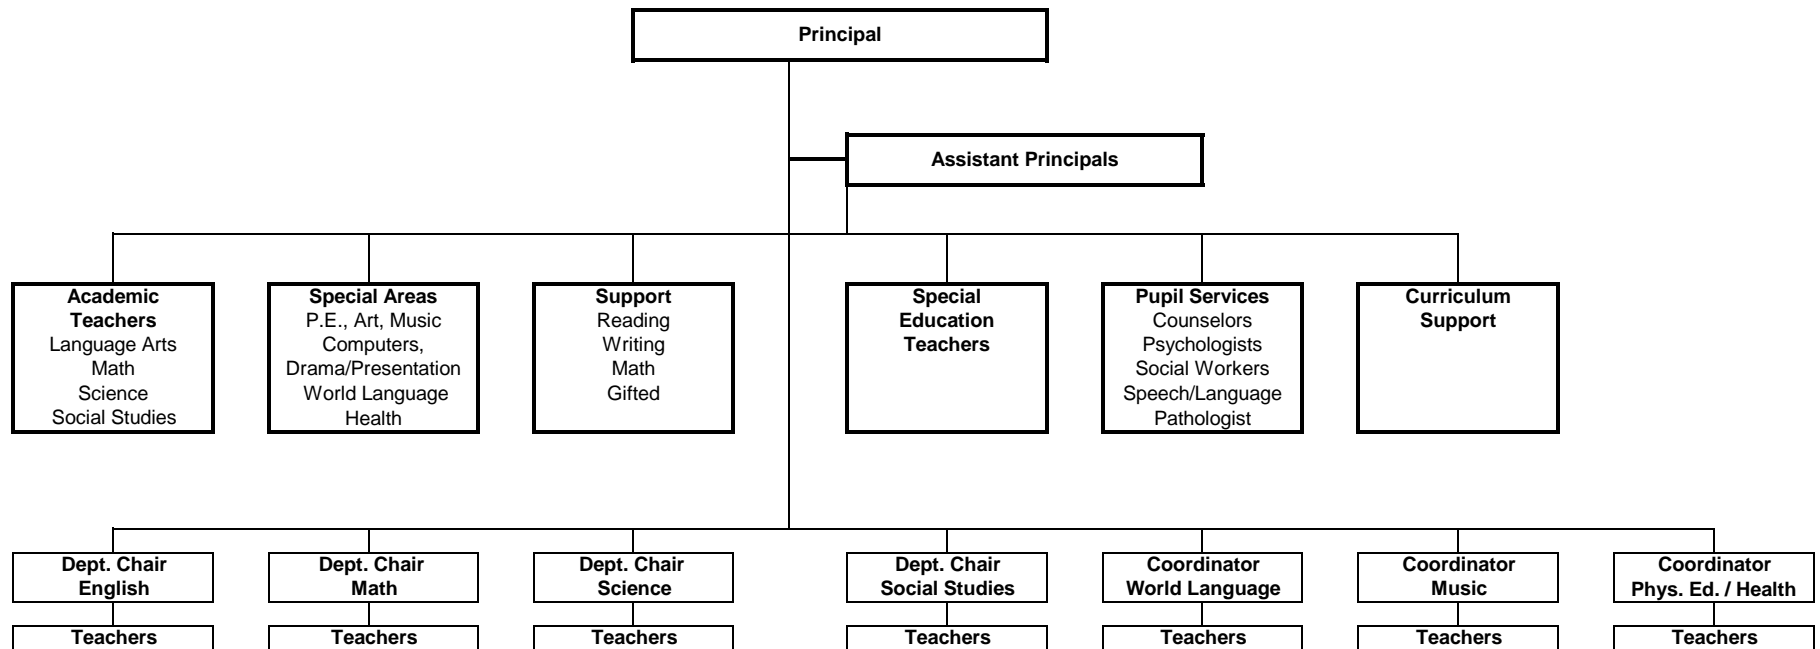 Principal
Assistant Principals
Academic
Teachers
Language Arts
Math
Science
Social Studies
Special Areas
P.E., Art, Music
Computers,
Drama/Presentation
World Language
Health
Support
Reading
Writing
Math
Gifted
Special
Education
Teachers
Pupil Services
Counselors
Psychologists
Social Workers
Speech/Language
Pathologist
Curriculum
Support
Dept. Chair
English
Dept. Chair
Math
Dept. Chair
Science
Dept. Chair
Social Studies
Coordinator
World Language
Coordinator
Music
Coordinator
Phys. Ed. / Health
Teachers
Teachers
Teachers
Teachers
Teachers
Teachers
Teachers